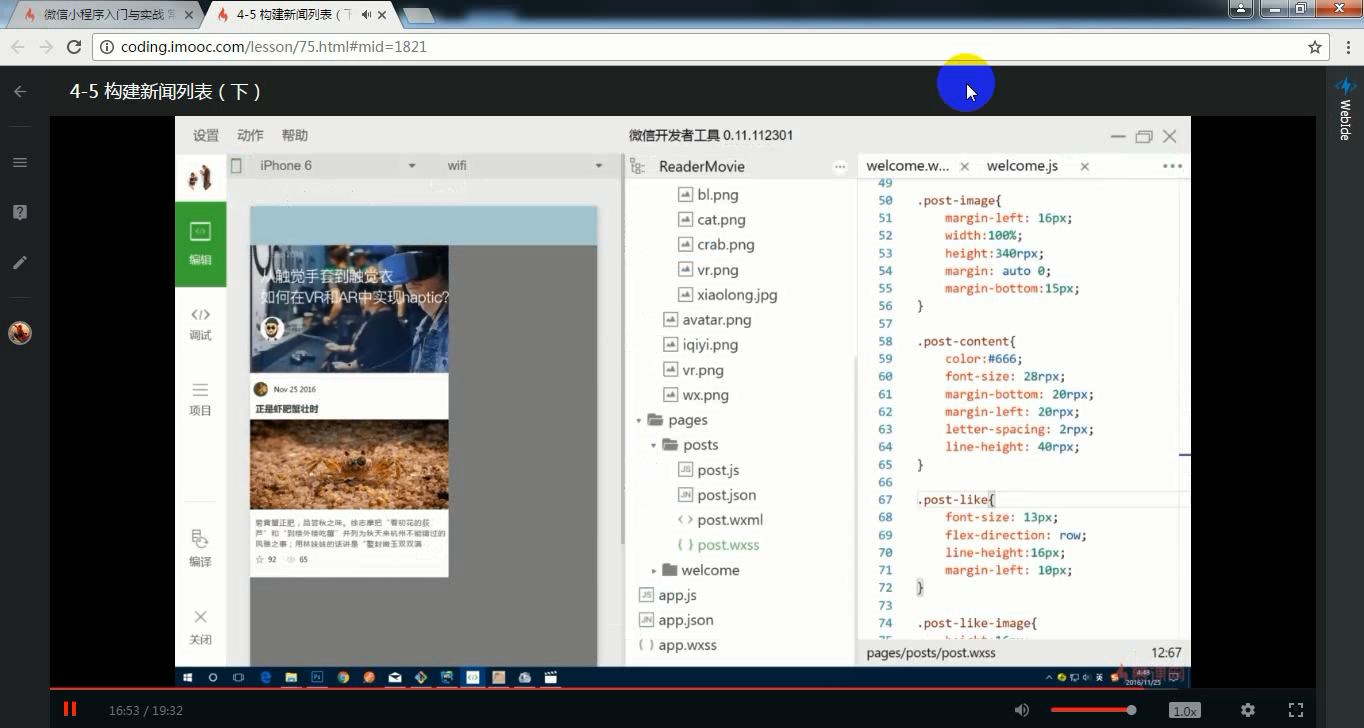 微信小程序入门与实战
4-5 构建新闻列表（下
coding.imooc.com/lesson/75.html#mid=1821
4-5 构建新闻列表（下）
WebIde
设置 动作 帮助
微信开发者工具 0.11.112301
iPhone 6
wifi
编辑
调试
项目
编译
关闭
从触觉手套到触觉衣
如何在VR和AR中实现haptic?
Nov 25 2016
正是虾肥蟹壮时
菊黄蟹正肥，品尝秋之味。徐志摩把“看初花的荻
芦”和“到楼外楼吃蟹”并列为秋天来杭州不能错过的
风雅之事；用林妹妹的话讲是“螯封嫩玉双双满
92 65
ReaderMovie
bl.png
cat.png
crab.png
vr.png
xiaolong.jpg
avatar.png
iqiyi.png
vr.png
wx.png
pages
posts
post.js
post.json
post.wxml
post.wxss
welcome
app.js
app.json
app.wxss
welcome.w... welcome.js
49
50 .post-image{
51 margin-left: 16px;
52 width:100%;
53 height:340rpx;
54 margin: auto 0;
55 margin-bottom:15px;
56 }
57
58 .post-content{
59 color:#666;
60 font-size: 28rpx;
61 margin-bottom: 20rpx;
62 margin-left: 20rpx;
63 letter-spacing: 2rpx;
64 line-height: 40rpx;
65 }
66
67 .post-like{
68 font-size: 13px;
69 flex-direction: row;
70 line-height:16px;
71 margin-left: 10px;
72 }
73
74 .post-like-image{
pages/posts/post.wxss 12:67
英
4:48
2016/11/25
16:53 / 19:32
1.0x